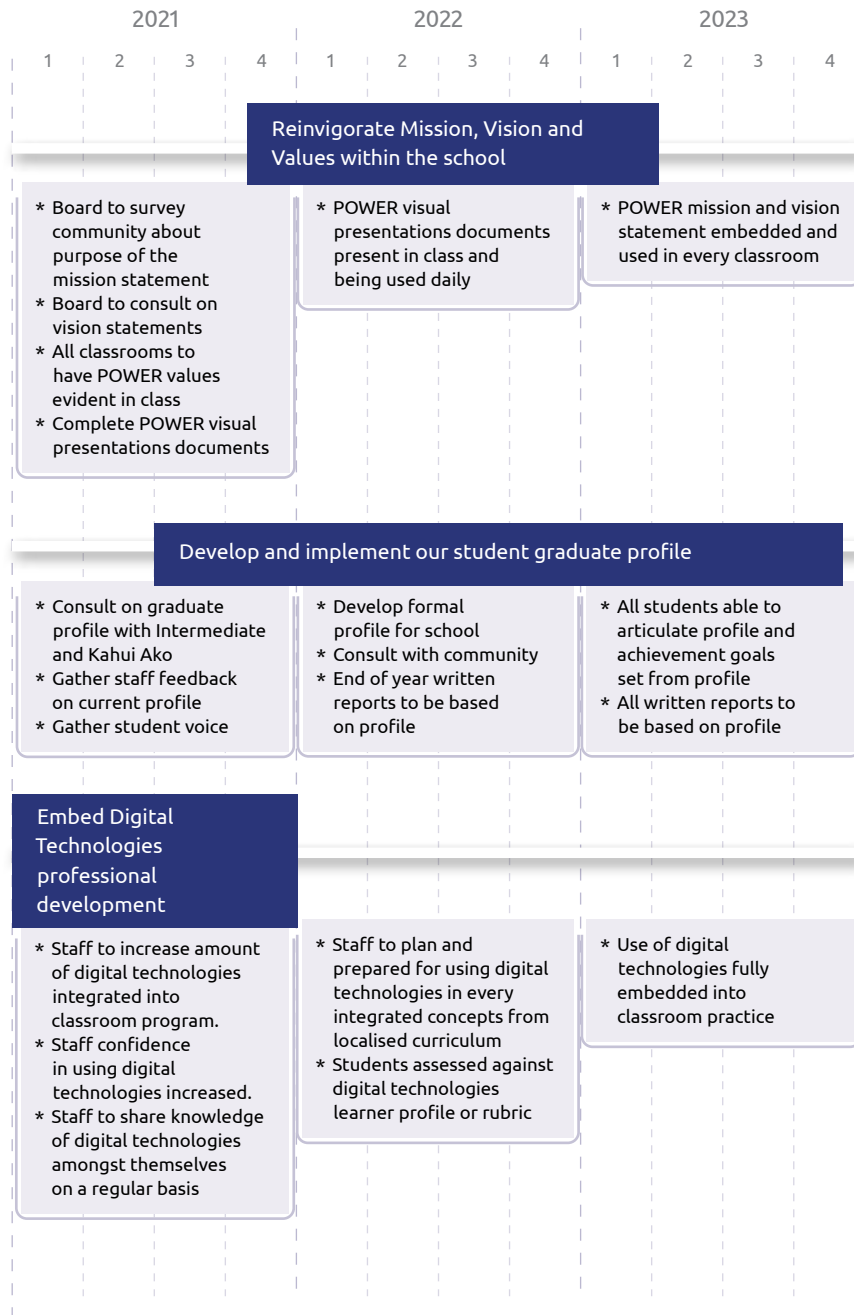 2021 2022 2023
1 2 3 4 1 2 3 4 1 2 3 4
Reinvigorate Mission, Vision and
Values within the school
* Board to survey
community about
purpose of the
mission statement
* Board to consult on
vision statements
* All classrooms to
have POWER values
evident in class
* Complete POWER visual
presentations documents
* POWER visual
presentations documents
present in class and
being used daily
* POWER mission and vision
statement embedded and
used in every classroom
Develop and implement our student graduate profile
* Consult on graduate
profile with Intermediate
and Kahui Ako
* Gather staff feedback
on current profile
* Gather student voice
* Develop formal
profile for school
* Consult with community
* End of year written
reports to be based
on profile
* All students able to
articulate profile and
achievement goals
set from profile
* All written reports to
be based on profile
Embed Digital
Technologies
professional
development
* Staff to increase amount
of digital technologies
integrated into
classroom program.
* Staff confidence
in using digital
technologies increased.
* Staff to share knowledge
of digital technologies
amongst themselves
on a regular basis
* Staff to plan and
prepared for using digital
technologies in every
integrated concepts from
localised curriculum
* Students assessed against
digital technologies
learner profile or rubric
* Use of digital
technologies fully
embedded into
classroom practice